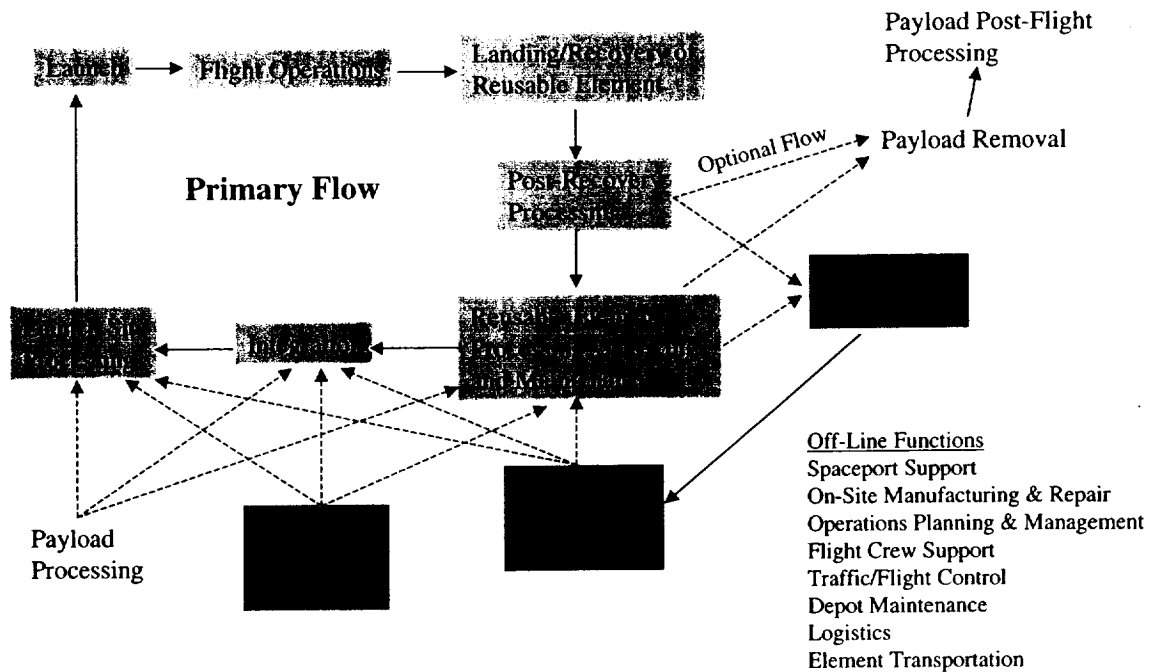 Payload Post-Flight
Processing
Launch
Flight Operations
Landing/Recovery of
Reusable Element
Payload Removal
Optional Flow
Primary Flow
Post-Recovery
Processing
Integration
Reusable Element
Off-Line Functions
Spaceport Support
On-Site Manufacturing & Repair
Operations Planning & Management
Flight Crew Support
Traffic/Flight Control
Depot Maintenance
Logistics
Element Transportation
Payload
Processing